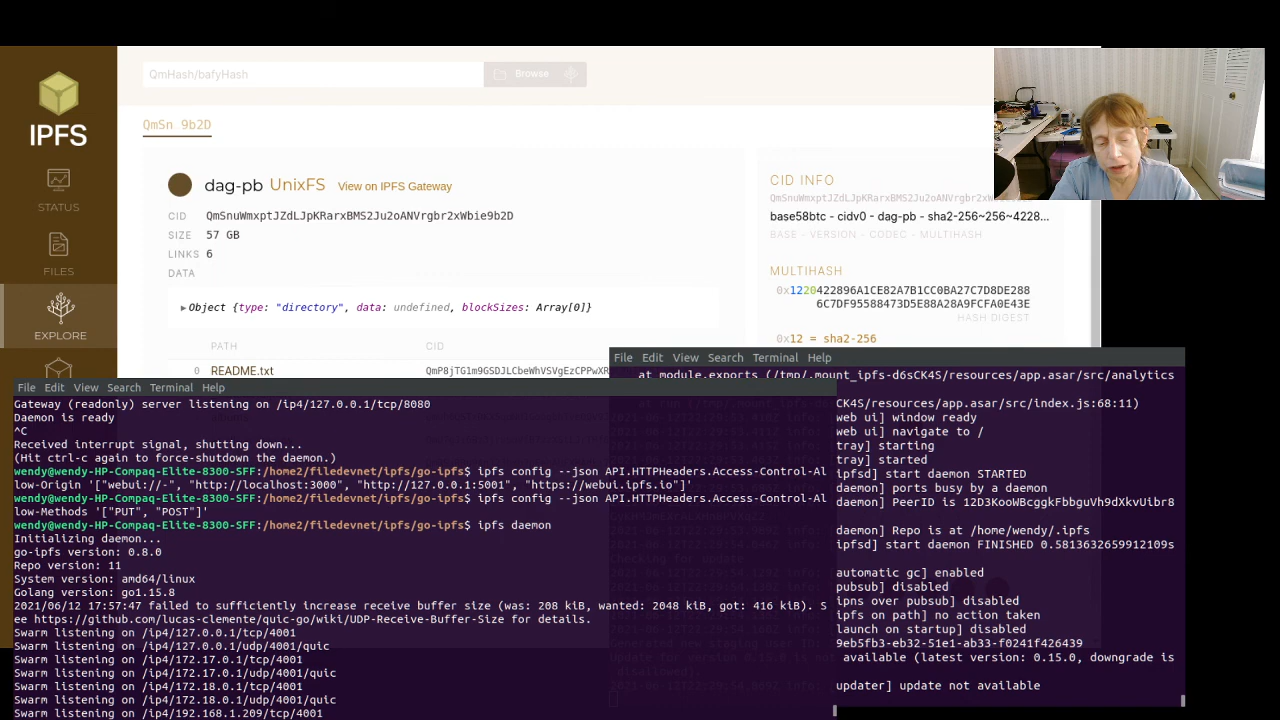 IPFS
STATUS
FILES
EXPLORE
QmHash/bafyHash
Browse
QmSn 9b2D
dag-pb UnixFS View on IPFS Gateway
CID QmSnuWmxptJZdLJpKRarxBMS2Ju2oANVrgbr2xWbie9b2D
SIZE 57 GB
LINKS 6
DATA
▶Object {type: "directory", data: undefined, blockSizes: Array[0]}
PATH CID
0 README.txt QmP8jTG1m9GSDJLCbeWhVSVgEzCPPwXR
CID INFO
QmSnuWmxptJZdLJpKRarxBMS2Ju2oANVrgbr2xWbie9b2D
base58btc - cidv0 - dag-pb - sha2-256~256~4228...
BASE - VERSION - CODEC - MULTIHASH
MULTIHASH
0x1220422896A1CE82A7B1CC0BA27C7D8DE288
6C7DF95588473D5E88A28A9FCFA0E43E
HASH DIGEST
0x12 = sha2-256
File Edit View Search Terminal Help
Gateway (readonly) server listening on /ip4/127.0.0.1/tcp/8080
Daemon is ready
^C
Received interrupt signal, shutting down...
(Hit ctrl-c again to force-shutdown the daemon.)
wendy@wendy-HP-Compaq-Elite-8300-SFF:/home2/filedevnet/ipfs/go-ipfs$ ipfs config --json API.HTTPHeaders.Access-Control-Al
low-Origin '["webui://-", "http://localhost:3000", "http://127.0.0.1:5001", "https://webui.ipfs.io"]'
wendy@wendy-HP-Compaq-Elite-8300-SFF:/home2/filedevnet/ipfs/go-ipfs$ ipfs config --json API.HTTPHeaders.Access-Control-Al
low-Methods '["PUT", "POST"]'
wendy@wendy-HP-Compaq-Elite-8300-SFF:/home2/filedevnet/ipfs/go-ipfs$ ipfs daemon
Initializing daemon...
go-ipfs version: 0.8.0
Repo version: 11
System version: amd64/linux
Golang version: go1.15.8
2021/06/12 17:57:47 failed to sufficiently increase receive buffer size (was: 208 kiB, wanted: 2048 kiB, got: 416 kiB). S
ee https://github.com/lucas-clemente/quic-go/wiki/UDP-Receive-Buffer-Size for details.
Swarm listening on /ip4/127.0.0.1/tcp/4001
Swarm listening on /ip4/127.0.0.1/udp/4001/quic
Swarm listening on /ip4/172.17.0.1/tcp/4001
Swarm listening on /ip4/172.17.0.1/udp/4001/quic
Swarm listening on /ip4/172.18.0.1/tcp/4001
Swarm listening on /ip4/172.18.0.1/udp/4001/quic
Swarm listening on /ip4/192.168.1.209/tcp/4001
File Edit View Search Terminal Help
at module.exports (/tmp/.mount_ipfs-d6sCK4S/resources/app.asar/src/analytics
CK4S/resources/app.asar/src/index.js:68:11)
web ui] window ready
web ui] navigate to /
tray] starting
tray] started
ipfsd] start daemon STARTED
daemon] ports busy by a daemon
daemon] PeerID is 12D3KooWBcggkFbbguVh9dXkvUibr8
daemon] Repo is at /home/wendy/.ipfs
ipfsd] start daemon FINISHED 0.5813632659912109s
automatic gc] enabled
pubsub] disabled
ipns over pubsub] disabled
ipfs on path] no action taken
launch on startup] disabled
9eb5fb3-eb32-51e1-ab33-f0241f426439
available (latest version: 0.15.0, downgrade is
updater] update not available